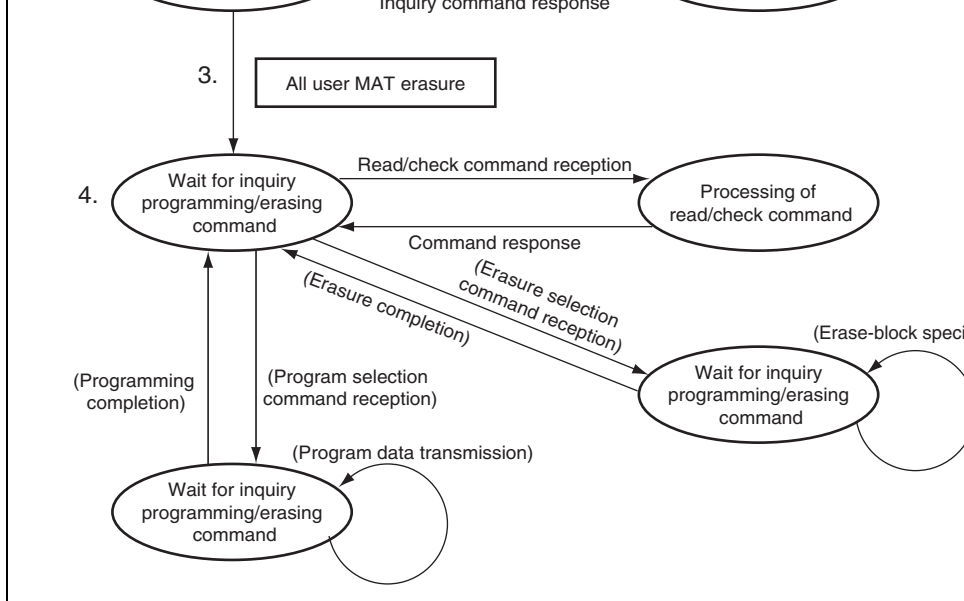 Inquiry command response
3.
All user MAT erasure
4.
Wait for inquiry
programming/erasing
command
Read/check command reception
Processing of
read/check command
Command response
(Erasure selection
command reception)
(Erasure completion)
(Erase-block speci
Wait for inquiry
programming/erasing
command
(Programming
completion)
(Program selection
command reception)
(Program data transmission)
Wait for inquiry
programming/erasing
command